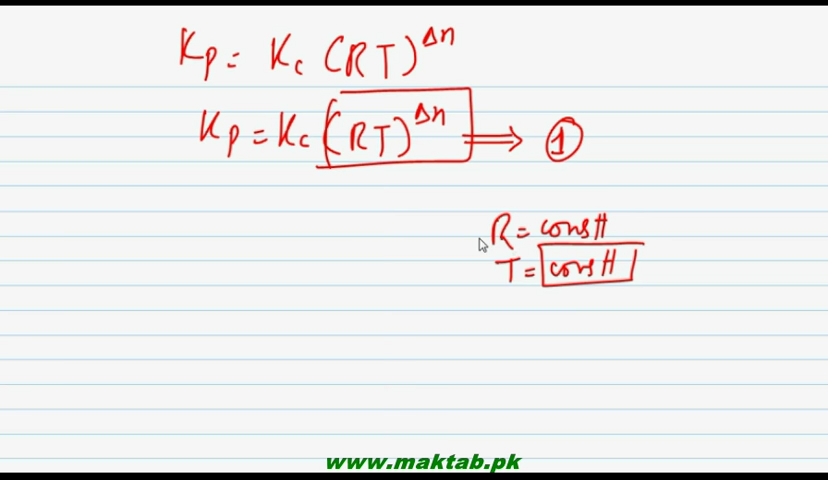 Kp = Kc (RT)^Δn
Kp = Kc (RT)^Δn ⟹ ①
R = constt
T = constt
www.maktab.pk